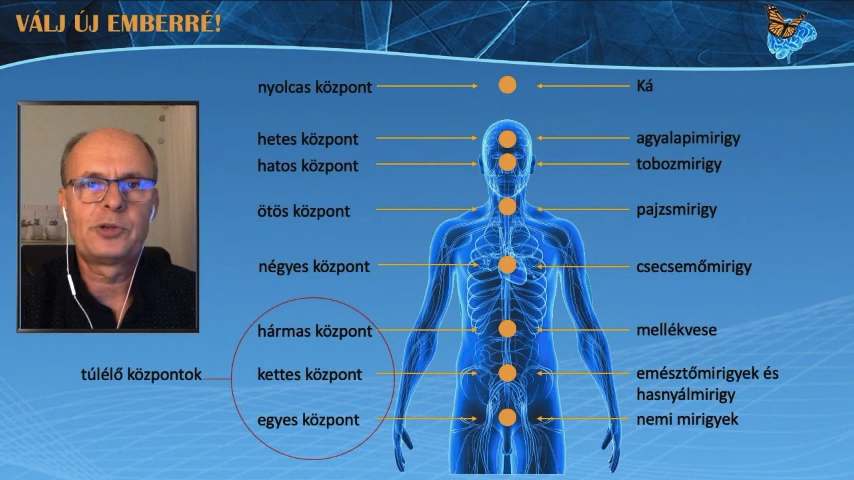 VÁLJ ÚJ EMBERRÉ!
nyolcas központ
Ká
hetes központ
agyalapimirigy
hatos központ
tobozmirigy
ötös központ
pajzsmirigy
négyes központ
csecsemőmirigy
hármas központ
mellékvese
túlélő központok
kettes központ
emésztőmirigyek és
hasnyálmirigy
egyes központ
nemi mirigyek